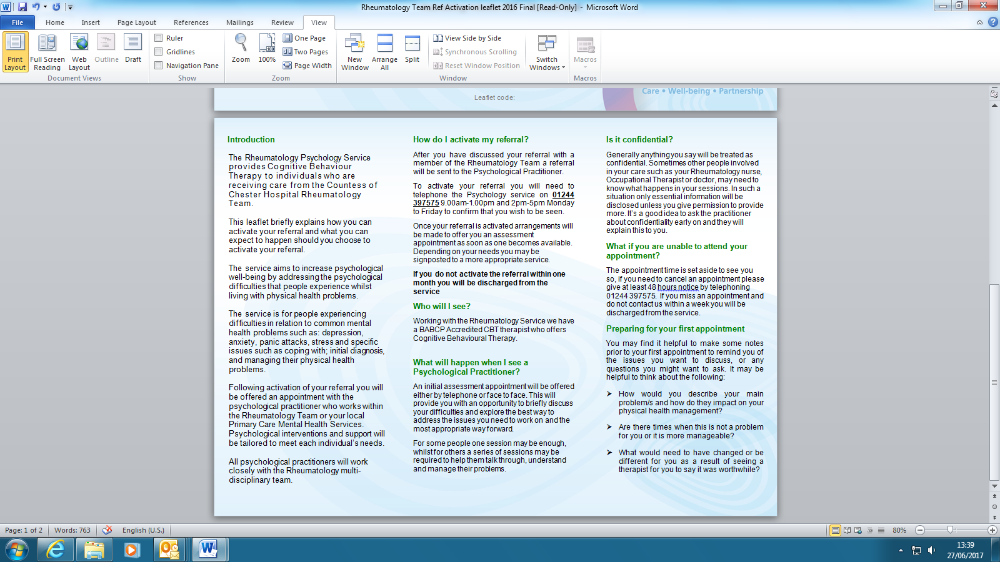 Rheumatology Team Ref Activation leaflet 2016 Final [Read-Only] - Microsoft Word
File
Home
Insert
Page Layout
References
Mailings
Review
View
Print Layout
Full Screen Reading
Web Layout
Outline
Draft
Document Views
Ruler
Gridlines
Navigation Pane
Show
Zoom
100%
One Page
Two Pages
Page Width
Zoom
New Window
Arrange All
Split
View Side by Side
Synchronous Scrolling
Reset Window Position
Switch Windows
Window
Macros
Macros
Leaflet code:
Care • Well-being • Partnership
Introduction
The Rheumatology Psychology Service
provides Cognitive Behaviour
Therapy to individuals who are
receiving care from the Countess of
Chester Hospital Rheumatology
Team.
This leaflet briefly explains how you can
activate your referral and what you can
expect to happen should you choose to
activate your referral.
The service aims to increase psychological
well-being by addressing the psychological
difficulties that people experience whilst
living with physical health problems.
The service is for people experiencing
difficulties in relation to common mental
health problems such as: depression,
anxiety, panic attacks, stress and specific
issues such as coping with; initial diagnosis,
and managing their physical health
problems.
Following activation of your referral you will
be offered an appointment with the
psychological practitioner who works within
the Rheumatology Team or your local
Primary Care Mental Health Services.
Psychological interventions and support will
be tailored to meet each individual's needs.
All psychological practitioners will work
closely with the Rheumatology multi-
disciplinary team.
How do I activate my referral?
After you have discussed your referral with a
member of the Rheumatology Team a referral
will be sent to the Psychological Practitioner.
To activate your referral you will need to
telephone the Psychology service on 01244
397575 9.00am-1.00pm and 2pm-5pm Monday
to Friday to confirm that you wish to be seen.
Once your referral is activated arrangements will
be made to offer you an assessment
appointment as soon as one becomes available.
Depending on your needs you may be
signposted to a more appropriate service.
If you do not activate the referral within one
month you will be discharged from the
service
Who will I see?
Working with the Rheumatology Service we have
a BABCP Accredited CBT therapist who offers
Cognitive Behavioural Therapy.
What will happen when I see a
Psychological Practitioner?
An initial assessment appointment will be offered
either by telephone or face to face. This will
provide you with an opportunity to briefly discuss
your difficulties and explore the best way to
address the issues you need to work on and the
most appropriate way forward.
For some people one session may be enough,
whilst for others a series of sessions may be
required to help them talk through, understand
and manage their problems.
Is it confidential?
Generally anything you say will be treated as
confidential. Sometimes other people involved
in your care such as your Rheumatology nurse,
Occupational Therapist or doctor, may need to
know what happens in your sessions. In such a
situation only essential information will be
disclosed unless you give permission to provide
more. It's a good idea to ask the practitioner
about confidentiality early on and they will
explain this to you.
What if you are unable to attend your
appointment?
The appointment time is set aside to see you
so, if you need to cancel an appointment please
give at least 48 hours notice by telephoning
01244 397575. If you miss an appointment and
do not contact us within a week you will be
discharged from the service.
Preparing for your first appointment
You may find it helpful to make some notes
prior to your first appointment to remind you of
the issues you want to discuss, or any
questions you might want to ask. It may be
helpful to think about the following:
➢ How would you describe your main
problem/s and how do they impact on your
physical health management?
➢ Are there times when this is not a problem
for you or it is more manageable?
➢ What would need to have changed or be
different for you as a result of seeing a
therapist for you to say it was worthwhile?
Page: 1 of 2
Words: 763
English (U.S.)
80%
13:39
27/06/2017